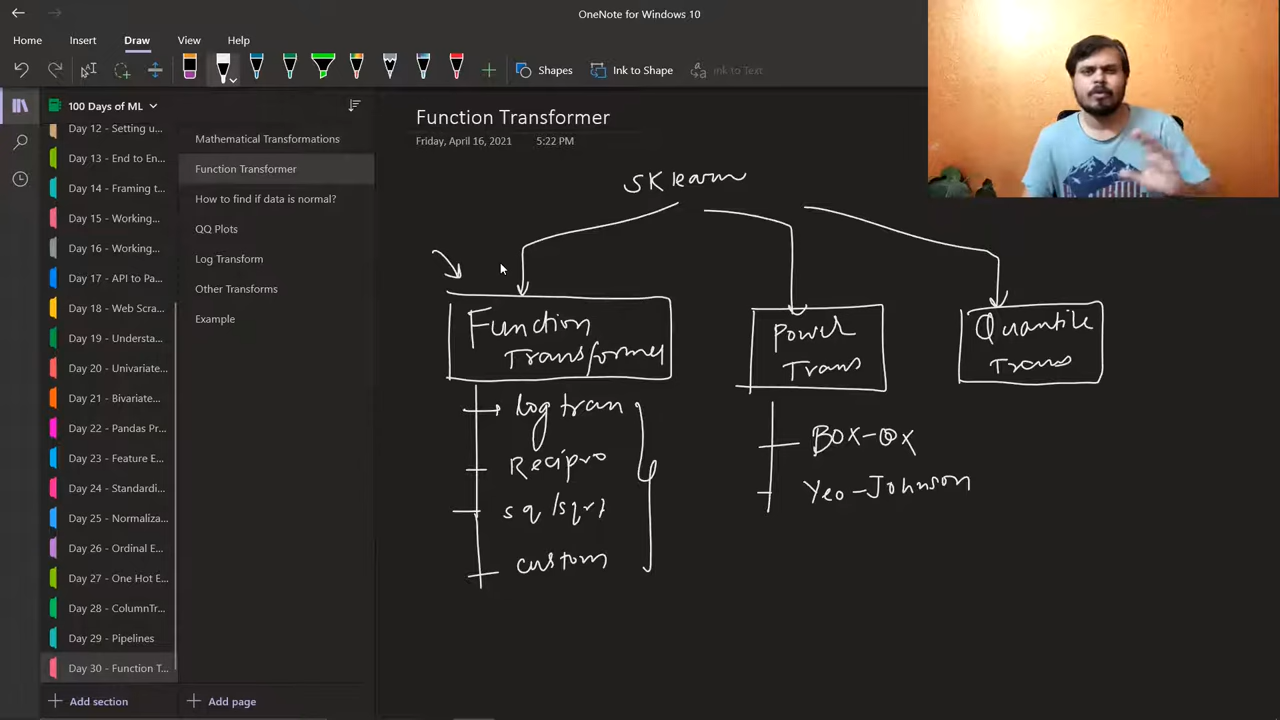 OneNote for Windows 10
Home Insert Draw View Help
Shapes Ink to Shape Ink to Text
100 Days of ML
Day 12 - Setting u...
Day 13 - End to En...
Day 14 - Framing t...
Day 15 - Working...
Day 16 - Working...
Day 17 - API to Pa...
Day 18 - Web Scra...
Day 19 - Understa...
Day 20 - Univariate...
Day 21 - Bivariate...
Day 22 - Pandas Pr...
Day 23 - Feature E...
Day 24 - Standardi...
Day 25 - Normaliza...
Day 26 - Ordinal E...
Day 27 - One Hot E...
Day 28 - ColumnTr...
Day 29 - Pipelines
Day 30 - Function T...
Add section
Mathematical Transformations
Function Transformer
How to find if data is normal?
QQ Plots
Log Transform
Other Transforms
Example
Add page
Function Transformer
Friday, April 16, 2021 5:22 PM
SKlearn
Function
Transformer
log tran
Recipro
sq/sqrt
custom
Power
Trans
BOX-COX
Yeo-Johnson
Quantile
Trans